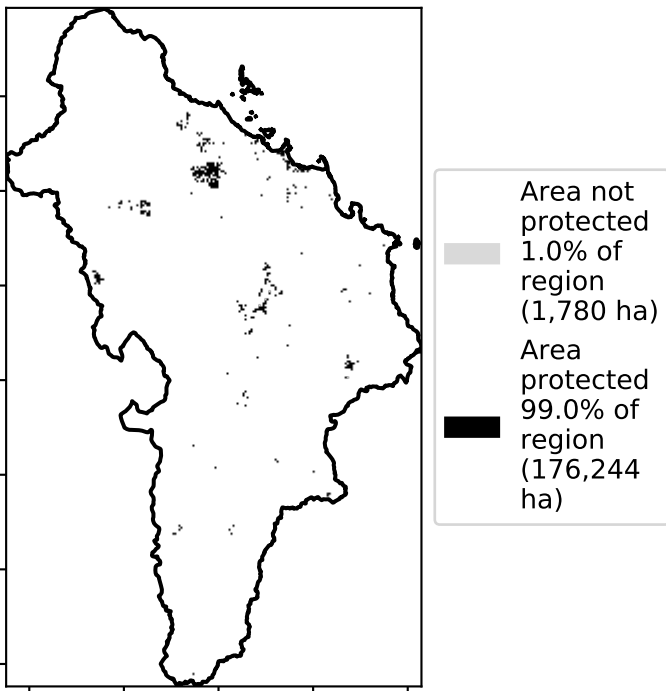 Area not
protected
1.0% of
region
(1,780 ha)
Area
protected
99.0% of
region
(176,244
ha)